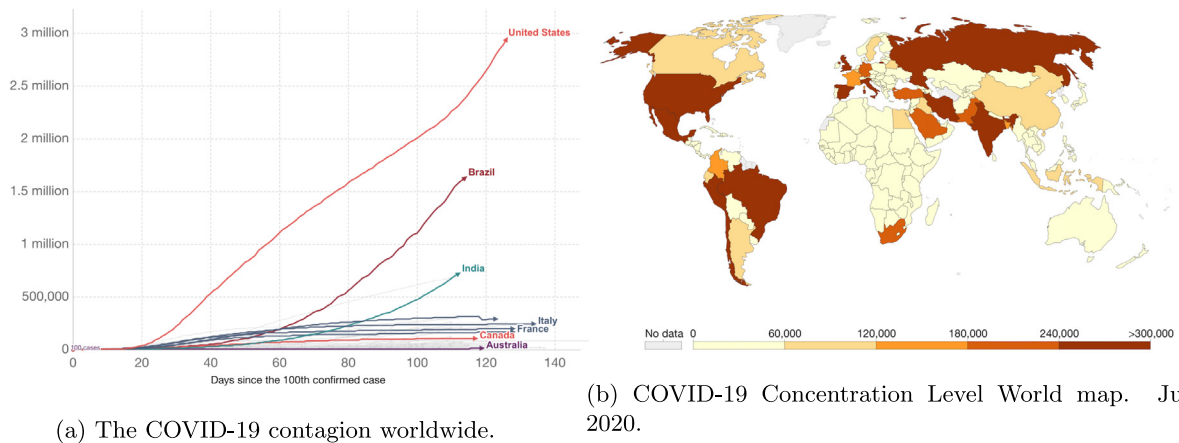 3 million
United States
2.5 million
2 million
Brazil
1.5 million
1 million
India
500,000
Italy
France
Canada
100 cases
0
Australia
0 20 40 60 80 100 120 140
Days since the 100th confirmed case
(a) The COVID-19 contagion worldwide.
No data 0 60,000 120,000 180,000 240,000 >300,000
(b) COVID-19 Concentration Level World map. Ju
2020.